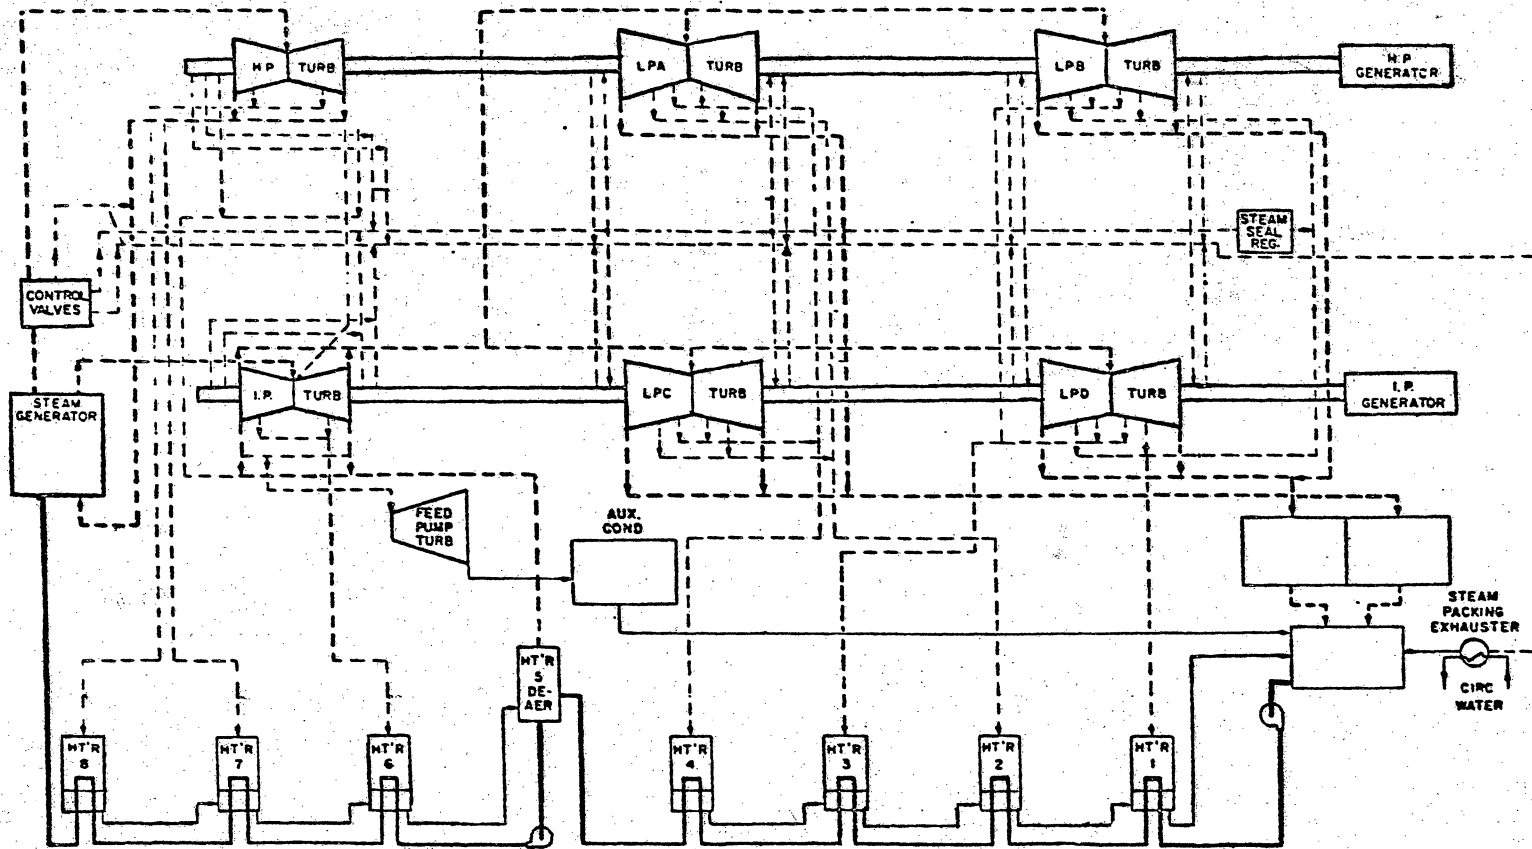 H.P. TURB
LPA TURB
LPB TURB
H.P.
GENERATOR
STEAM
SEAL
REG.
CONTROL
VALVES
I.P. TURB
LPC TURB
LPD TURB
I.P.
GENERATOR
STEAM
GENERATOR
FEED
PUMP
TURB
AUX.
COND
STEAM
PACKING
EXHAUSTER
CIRC
WATER
HT'R
5
DE-
AER
HT'R
8
HT'R
7
HT'R
6
HT'R
4
HT'R
3
HT'R
2
HT'R
1